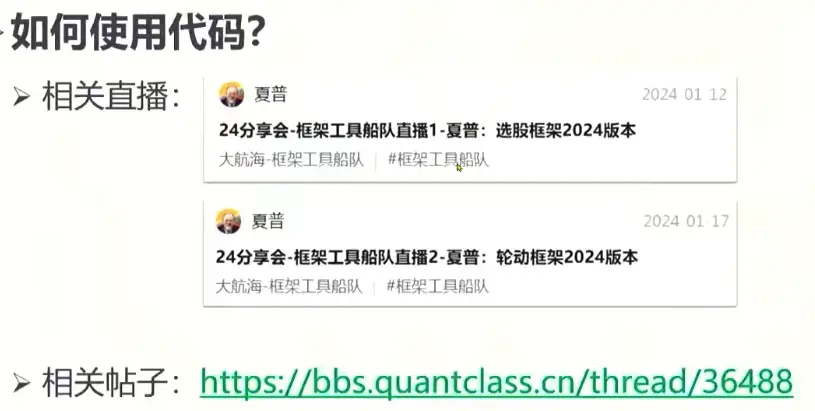 如何使用代码?
➢ 相关直播:
夏普
2024 01 12
24分享会-框架工具船队直播1-夏普:选股框架2024版本
大航海-框架工具船队 | #框架工具船队
夏普
2024 01 17
24分享会-框架工具船队直播2-夏普:轮动框架2024版本
大航海-框架工具船队 | #框架工具船队
➢ 相关帖子:https://bbs.quantclass.cn/thread/36488